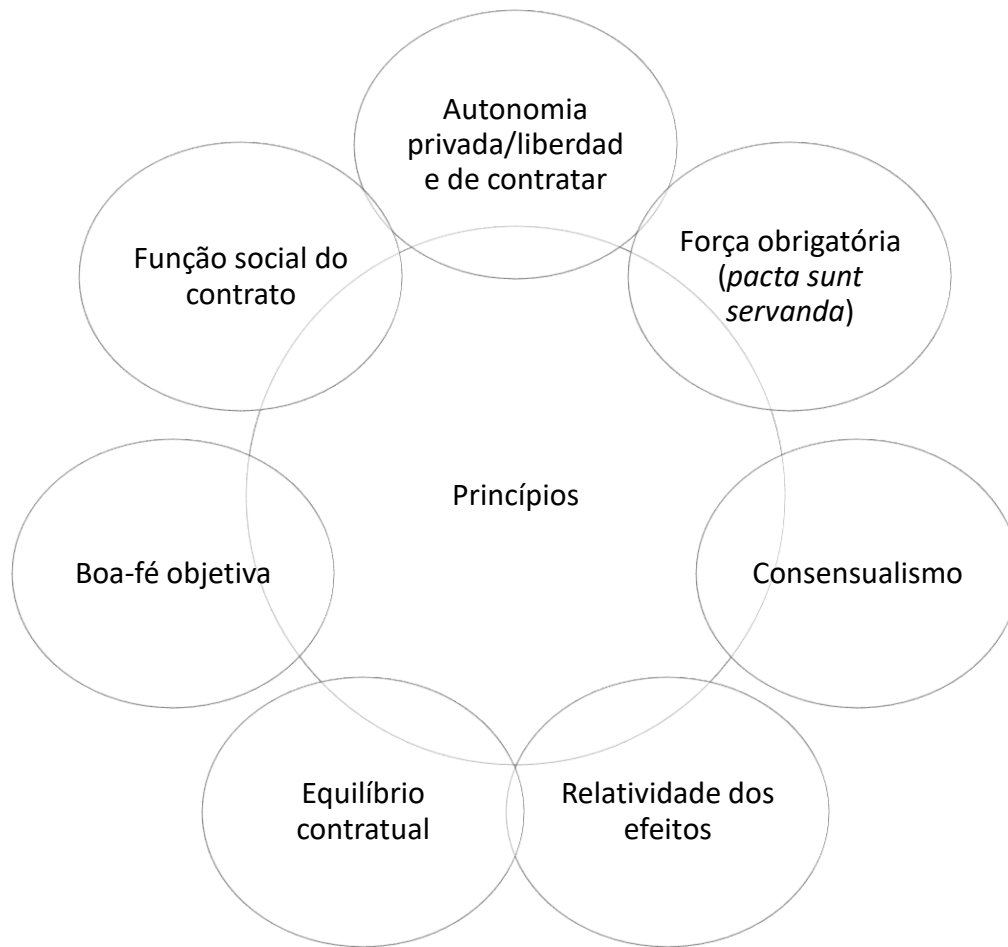 Autonomia
privada/liberdad
e de contratar
Força obrigatória
(pacta sunt
servanda)
Consensualismo
Relatividade dos
efeitos
Equilíbrio
contratual
Boa-fé objetiva
Função social do
contrato
Princípios